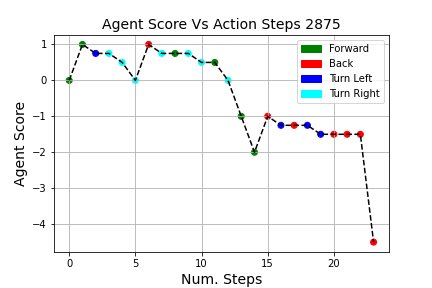 Agent Score Vs Action Steps 2875
Agent Score
1
0
−1
−2
−3
−4
Forward
Back
Turn Left
Turn Right
0
5
10
15
20
Num. Steps